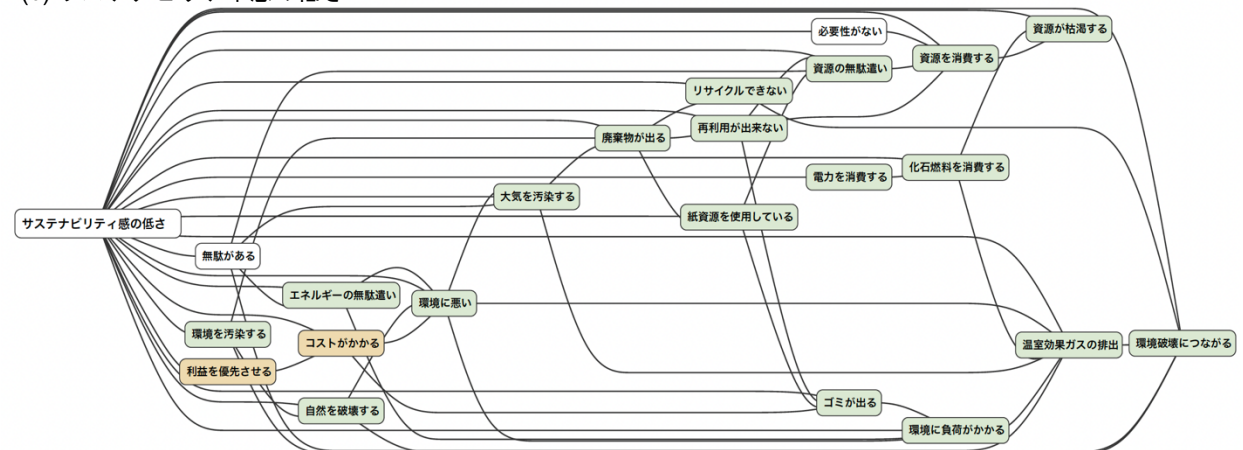 サステナビリティ感の低さ
必要性がない
資源が枯渇する
資源を消費する
資源の無駄遣い
リサイクルできない
再利用が出来ない
廃棄物が出る
化石燃料を消費する
電力を消費する
大気を汚染する
紙資源を使用している
無駄がある
エネルギーの無駄遣い
環境に悪い
環境を汚染する
コストがかかる
温室効果ガスの排出
環境破壊につながる
利益を優先させる
自然を破壊する
ゴミが出る
環境に負荷がかかる